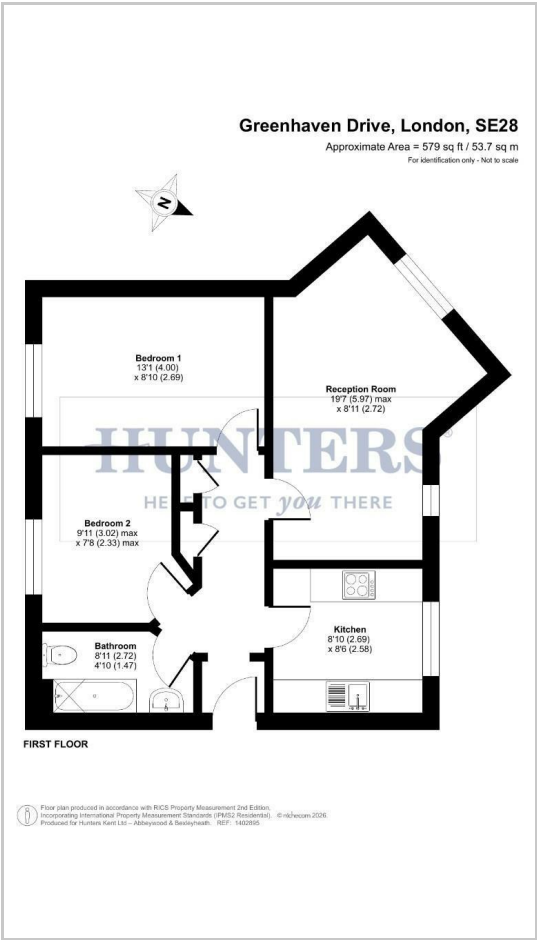 Greenhaven Drive, London, SE28
Approximate Area = 579 sq ft / 53.7 sq m
For identification only - Not to scale
N
Bedroom 1
13'1 (4.00)
x 8'10 (2.69)
Reception Room
19'7 (5.97) max
x 8'11 (2.72)
HUNTERS®
HERE TO GET you THERE
Bedroom 2
9'11 (3.02) max
x 7'8 (2.33) max
Kitchen
8'10 (2.69)
x 8'6 (2.58)
Bathroom
8'11 (2.72)
4'10 (1.47)
FIRST FLOOR
Floor plan produced in accordance with RICS Property Measurement 2nd Edition,
Incorporating International Property Measurement Standards (IPMS2 Residential). © nichecom 2026.
Produced for Hunters Kent Ltd – Abbeywood & Bexleyheath. REF: 1402895